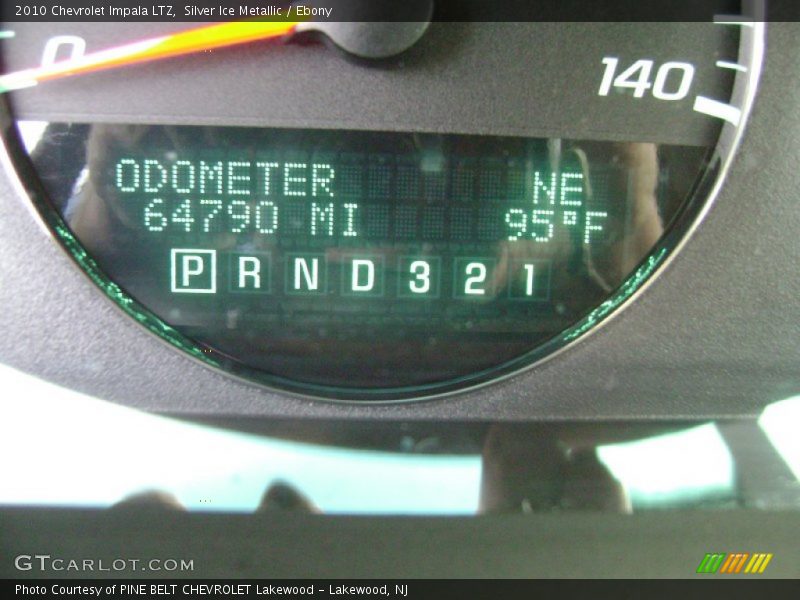 2010 Chevrolet Impala LTZ, Silver Ice Metallic / Ebony
0
140
ODOMETER NE
64790 MI 95°F
P R N D 3 2 1
GTCARLOT.COM
Photo Courtesy of PINE BELT CHEVROLET Lakewood - Lakewood, NJ